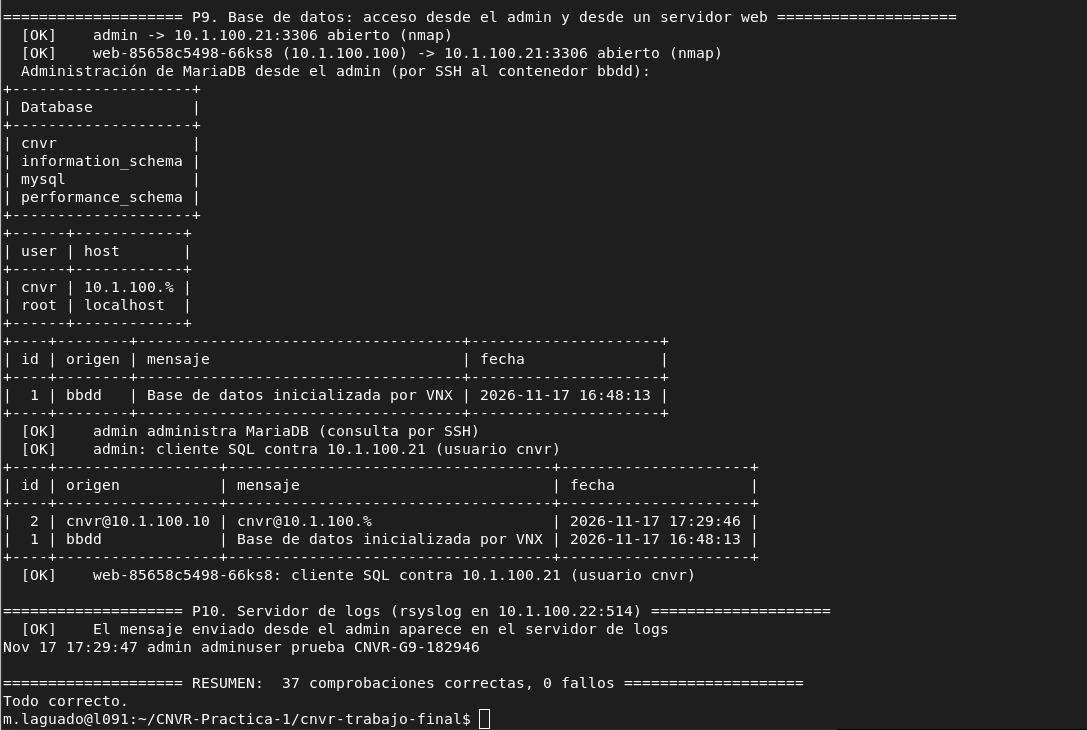 ==================== P9. Base de datos: acceso desde el admin y desde un servidor web ====================
  [OK]    admin -> 10.1.100.21:3306 abierto (nmap)
  [OK]    web-85658c5498-66ks8 (10.1.100.100) -> 10.1.100.21:3306 abierto (nmap)
  Administración de MariaDB desde el admin (por SSH al contenedor bbdd):
+--------------------+
| Database           |
+--------------------+
| cnvr               |
| information_schema |
| mysql              |
| performance_schema |
+--------------------+
+------+------------+
| user | host       |
+------+------------+
| cnvr | 10.1.100.% |
| root | localhost  |
+------+------------+
+----+--------+------------------------------------+---------------------+
| id | origen | mensaje                            | fecha               |
+----+--------+------------------------------------+---------------------+
|  1 | bbdd   | Base de datos inicializada por VNX | 2026-11-17 16:48:13 |
+----+--------+------------------------------------+---------------------+
  [OK]    admin administra MariaDB (consulta por SSH)
  [OK]    admin: cliente SQL contra 10.1.100.21 (usuario cnvr)
+----+------------------+------------------------------------+---------------------+
| id | origen           | mensaje                            | fecha               |
+----+------------------+------------------------------------+---------------------+
|  2 | cnvr@10.1.100.10 | cnvr@10.1.100.%                    | 2026-11-17 17:29:46 |
|  1 | bbdd             | Base de datos inicializada por VNX | 2026-11-17 16:48:13 |
+----+------------------+------------------------------------+---------------------+
  [OK]    web-85658c5498-66ks8: cliente SQL contra 10.1.100.21 (usuario cnvr)

==================== P10. Servidor de logs (rsyslog en 10.1.100.22:514) ====================
  [OK]    El mensaje enviado desde el admin aparece en el servidor de logs
Nov 17 17:29:47 admin adminuser prueba CNVR-G9-182946

==================== RESUMEN:  37 comprobaciones correctas, 0 fallos ====================
Todo correcto.
m.laguado@l091:~/CNVR-Practica-1/cnvr-trabajo-final$